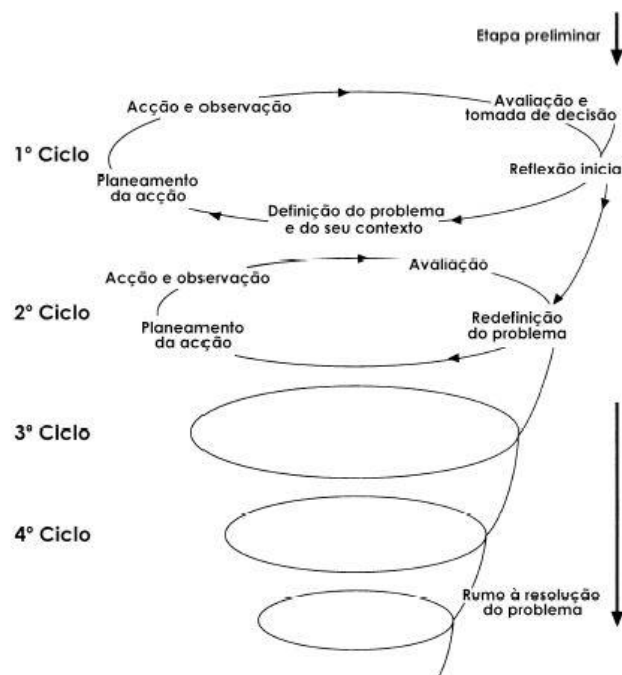 Etapa preliminar
Acção e observação
Avaliação e
tomada de decisão
1º Ciclo
Reflexão inicial
Planeamento
da acção
Definição do problema
e do seu contexto
Acção e observação
Avaliação
2º Ciclo
Planeamento
da acção
Redefinição
do problema
3º Ciclo
4º Ciclo
Rumo à resolução
do problema